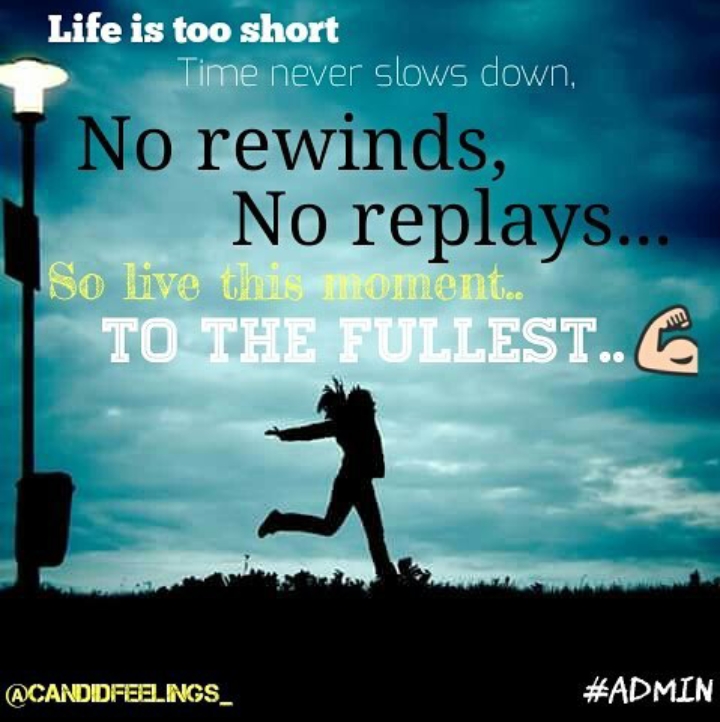 Life is too short
Time never slows down,
No rewinds,
No replays...
So live this moment..
TO THE FULLEST..
@CANDIDFEELINGS_
#ADMIN